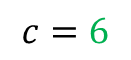 c = 6